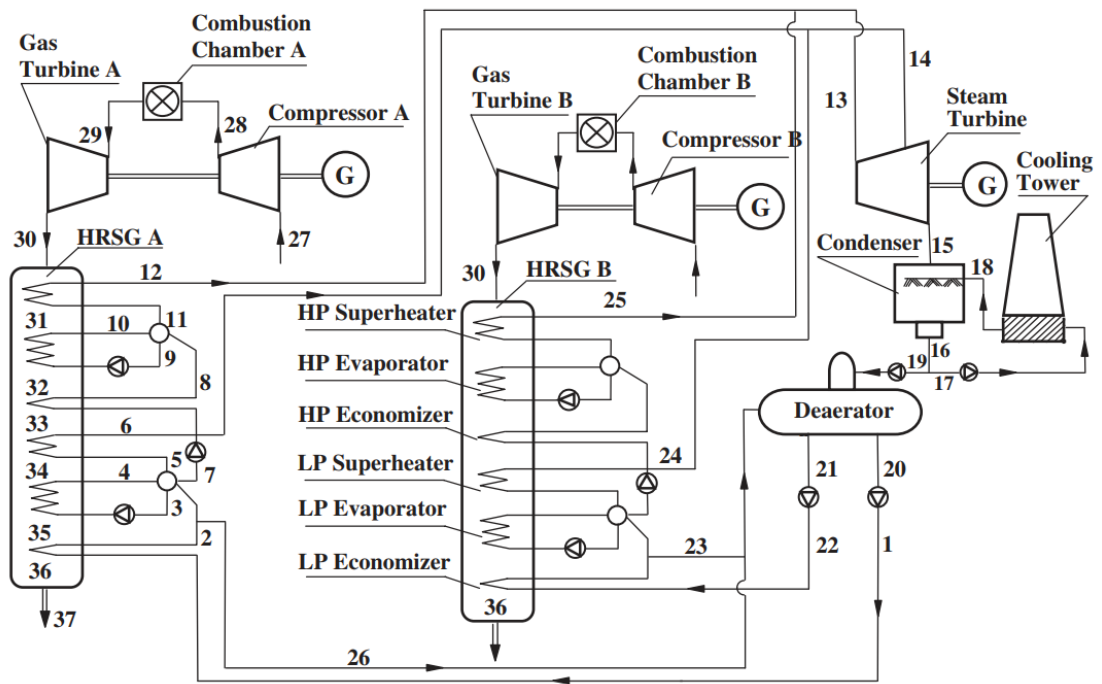 Combustion
Chamber A
Gas
Turbine A
29
28
Compressor A
G
30
27
HRSG A
12
31
10
11
9
8
32
33
6
5
7
34
4
3
35
2
36
37
26
Combustion
Chamber B
Gas
Turbine B
Compressor B
G
30
HRSG B
25
HP Superheater
HP Evaporator
HP Economizer
LP Superheater
24
LP Evaporator
LP Economizer
23
36
14
13
Steam
Turbine
G
Cooling
Tower
Condenser
15
18
16
19
17
Deaerator
21
20
22
1